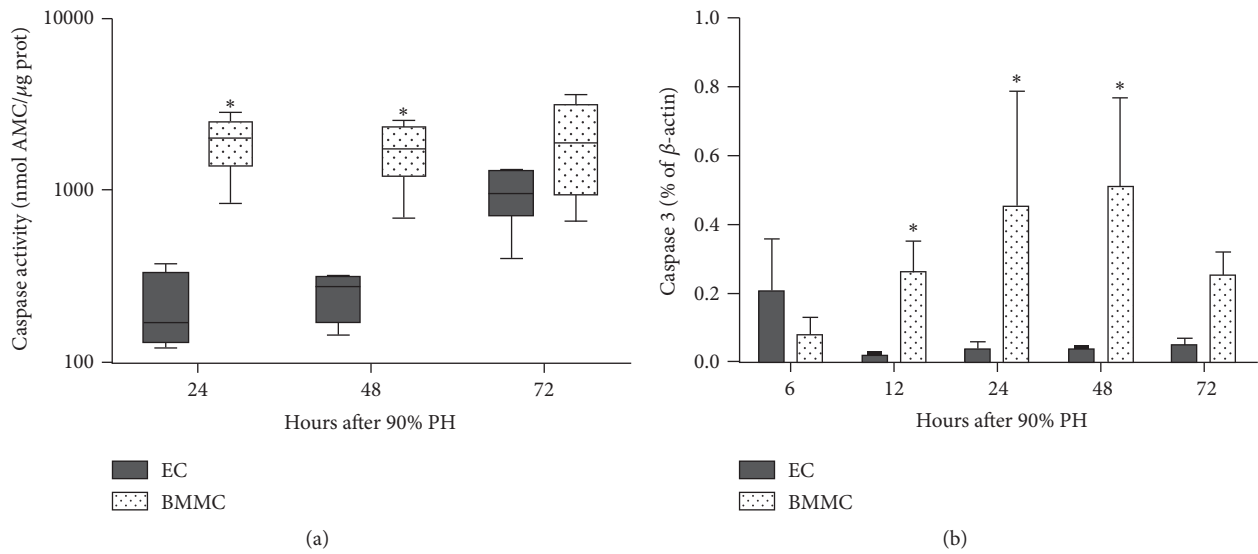 10000
1000
100
Caspase activity (nmol AMC/μg prot)
*
*
24
48
72
Hours after 90% PH
EC
BMMC
(a)
1.0
0.8
0.6
0.4
0.2
0.0
Caspase 3 (% of β-actin)
*
*
*
6
12
24
48
72
Hours after 90% PH
EC
BMMC
(b)